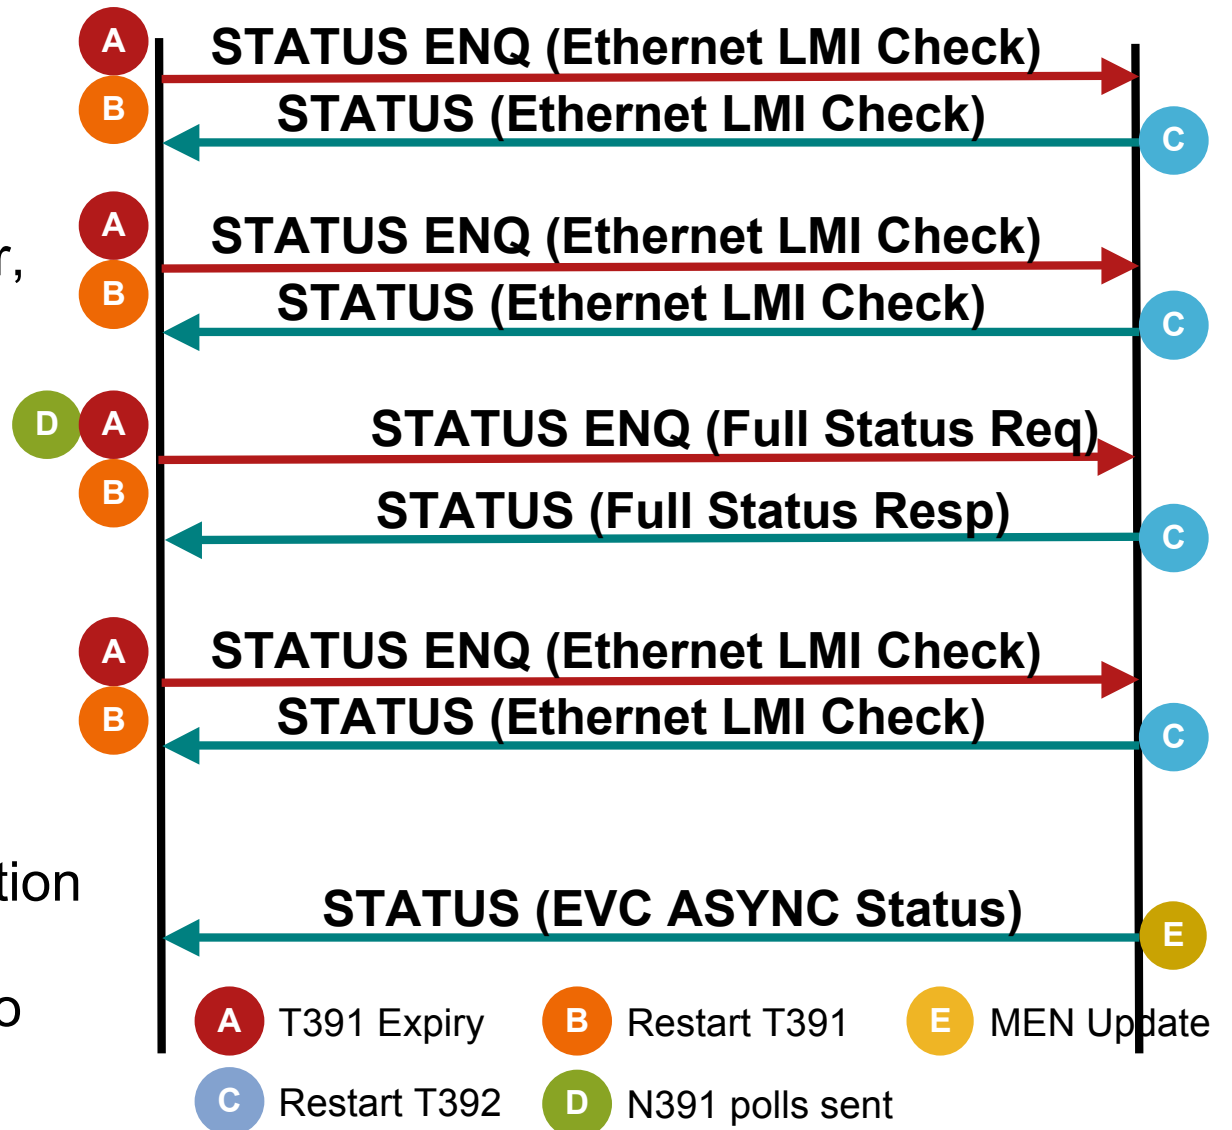 A STATUS ENQ (Ethernet LMI Check)
B STATUS (Ethernet LMI Check) C
A STATUS ENQ (Ethernet LMI Check)
r,
B STATUS (Ethernet LMI Check) C
D A STATUS ENQ (Full Status Req)
B STATUS (Full Status Resp) C
A STATUS ENQ (Ethernet LMI Check)
B STATUS (Ethernet LMI Check) C
tion
STATUS (EVC ASYNC Status) E
o
A T391 Expiry B Restart T391 E MEN Update
C Restart T392 D N391 polls sent